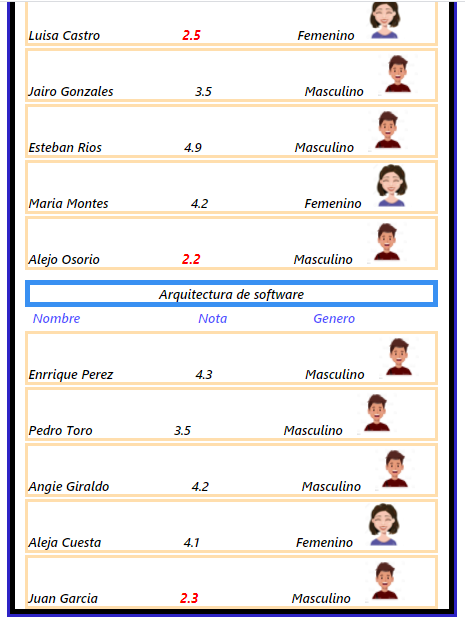 Luisa Castro 2.5 Femenino
Jairo Gonzales 3.5 Masculino
Esteban Rios 4.9 Masculino
Maria Montes 4.2 Femenino
Alejo Osorio 2.2 Masculino
Arquitectura de software
Nombre Nota Genero
Enrrique Perez 4.3 Masculino
Pedro Toro 3.5 Masculino
Angie Giraldo 4.2 Masculino
Aleja Cuesta 4.1 Femenino
Juan Garcia 2.3 Masculino